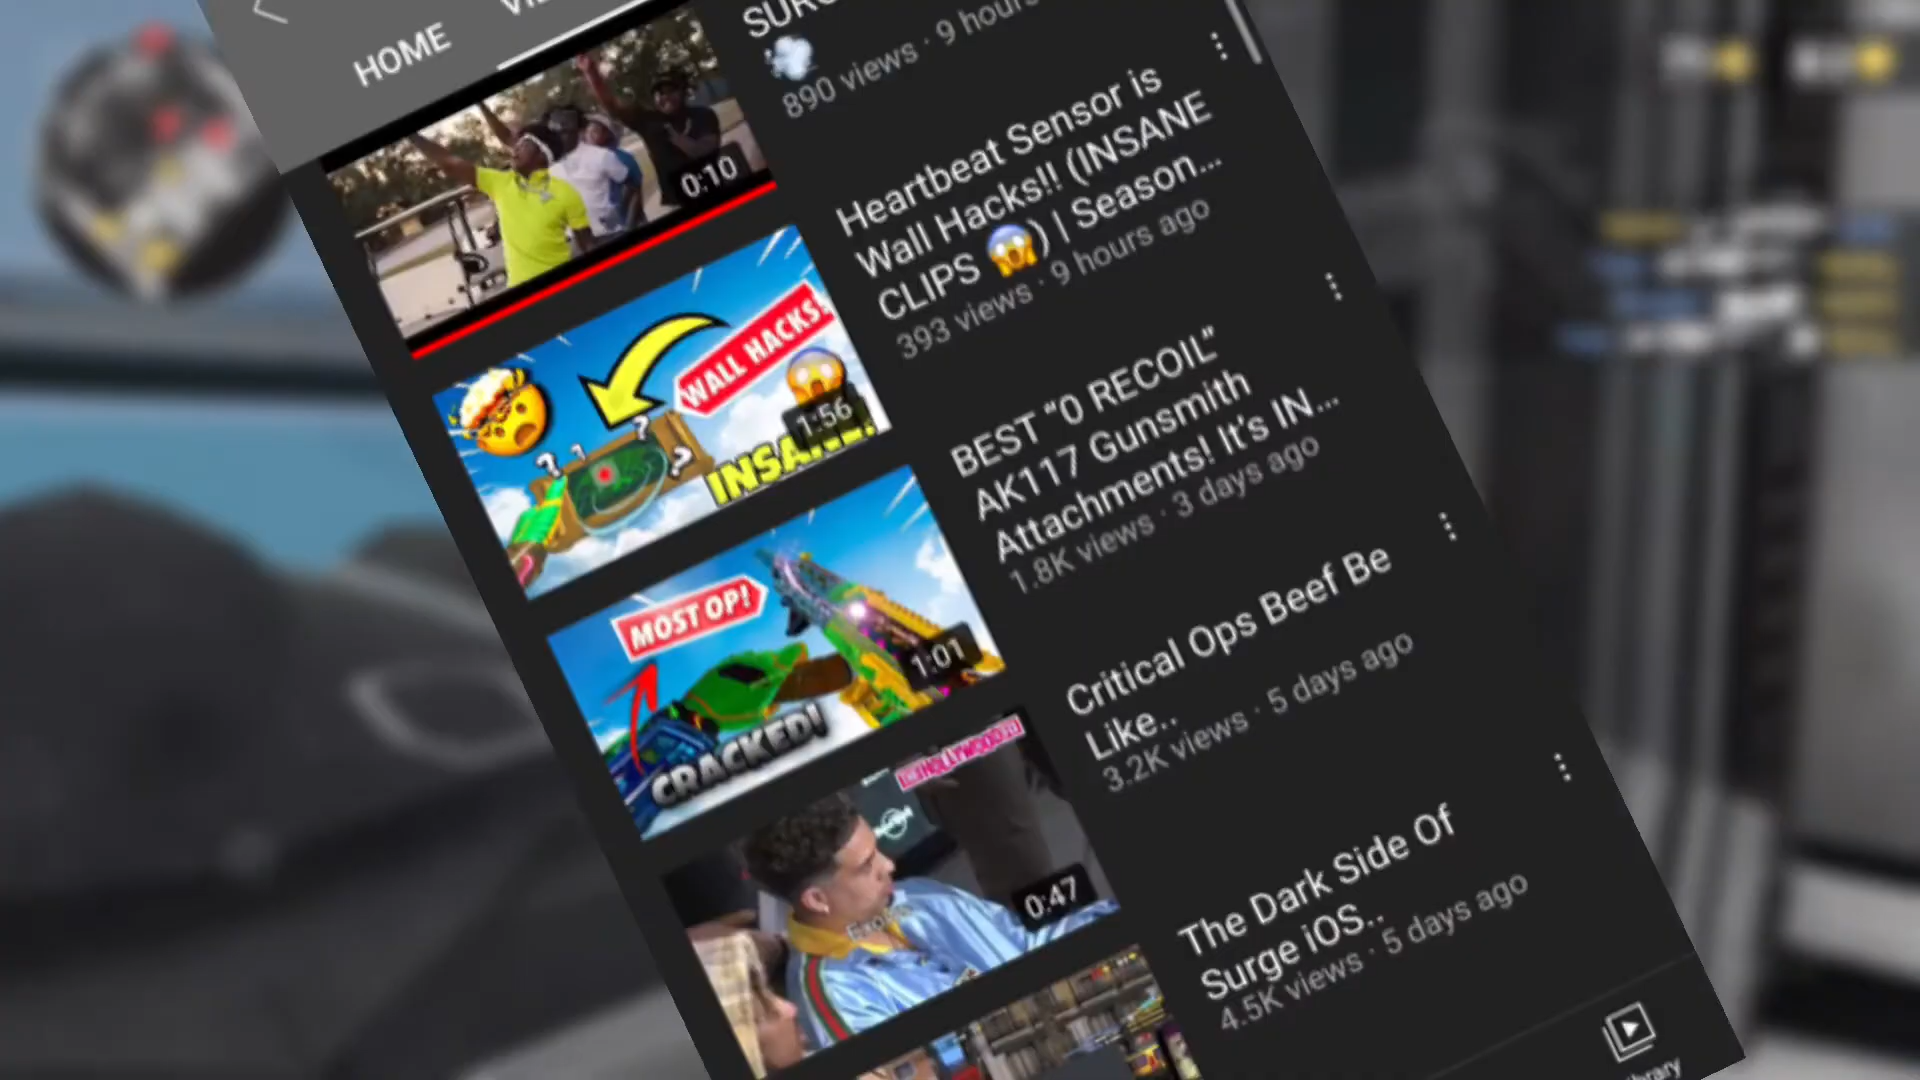 HOME
890 views · 9 hours
0:10
Heartbeat Sensor is
Wall Hacks!! (INSANE
CLIPS 😱) | Season...
393 views · 9 hours ago
WALL HACKS!
1:56
INSANE!
BEST “0 RECOIL”
AK117 Gunsmith
Attachments! It’s IN...
1.8K views · 3 days ago
MOST OP!
1:01
CRACKED!
Critical Ops Beef Be
Like..
3.2K views · 5 days ago
0:47
The Dark Side Of
Surge iOS..
4.5K views · 5 days ago